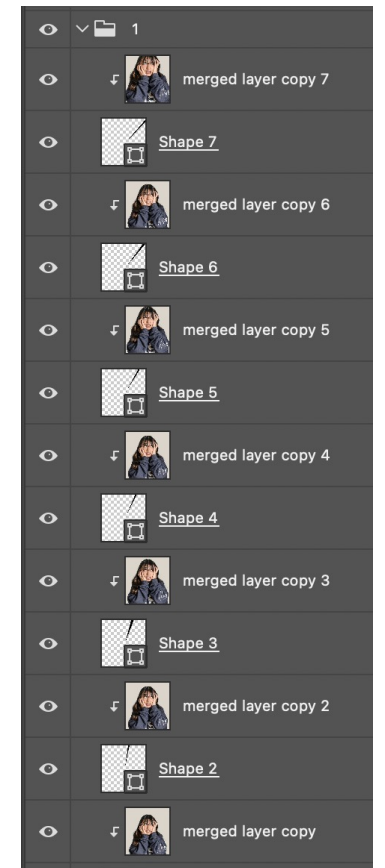 1
merged layer copy 7
Shape 7
merged layer copy 6
Shape 6
merged layer copy 5
Shape 5
merged layer copy 4
Shape 4
merged layer copy 3
Shape 3
merged layer copy 2
Shape 2
merged layer copy